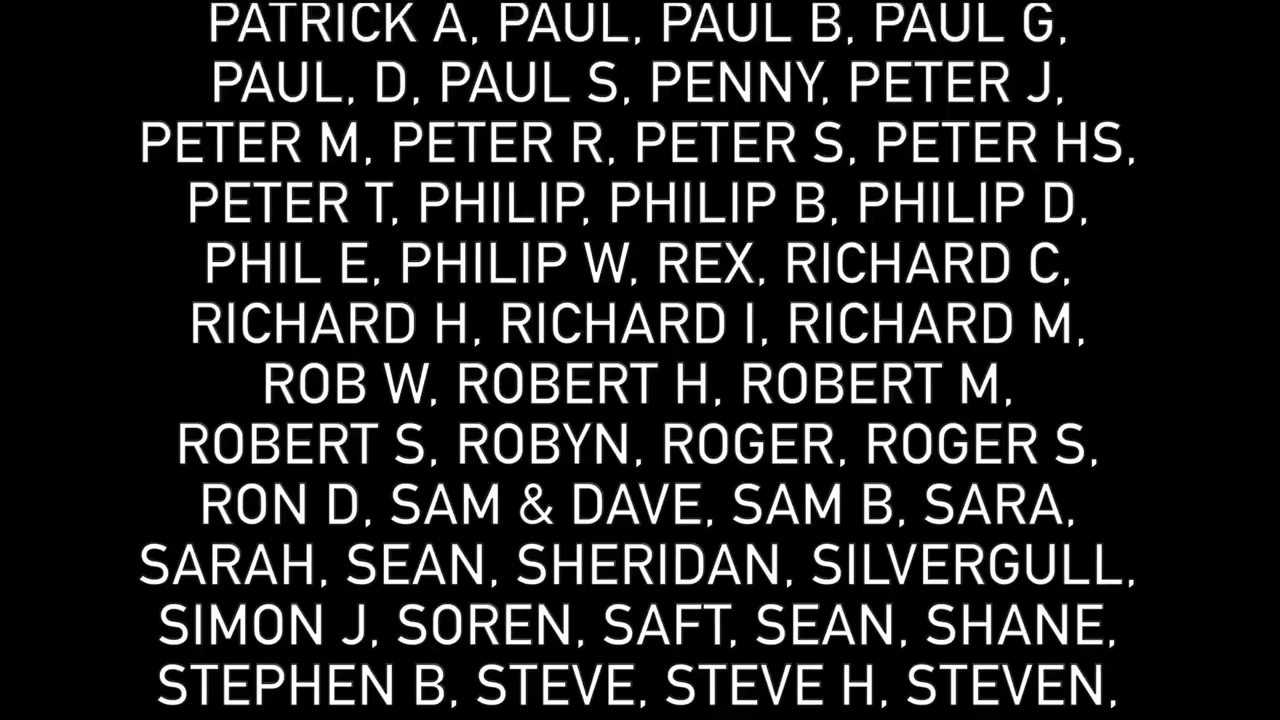 PATRICK A, PAUL, PAUL B, PAUL G,
PAUL, D, PAUL S, PENNY, PETER J,
PETER M, PETER R, PETER S, PETER HS,
PETER T, PHILIP, PHILIP B, PHILIP D,
PHIL E, PHILIP W, REX, RICHARD C,
RICHARD H, RICHARD I, RICHARD M,
ROB W, ROBERT H, ROBERT M,
ROBERT S, ROBYN, ROGER, ROGER S,
RON D, SAM & DAVE, SAM B, SARA,
SARAH, SEAN, SHERIDAN, SILVERGULL,
SIMON J, SOREN, SAFT, SEAN, SHANE,
STEPHEN B, STEVE, STEVE H, STEVEN,